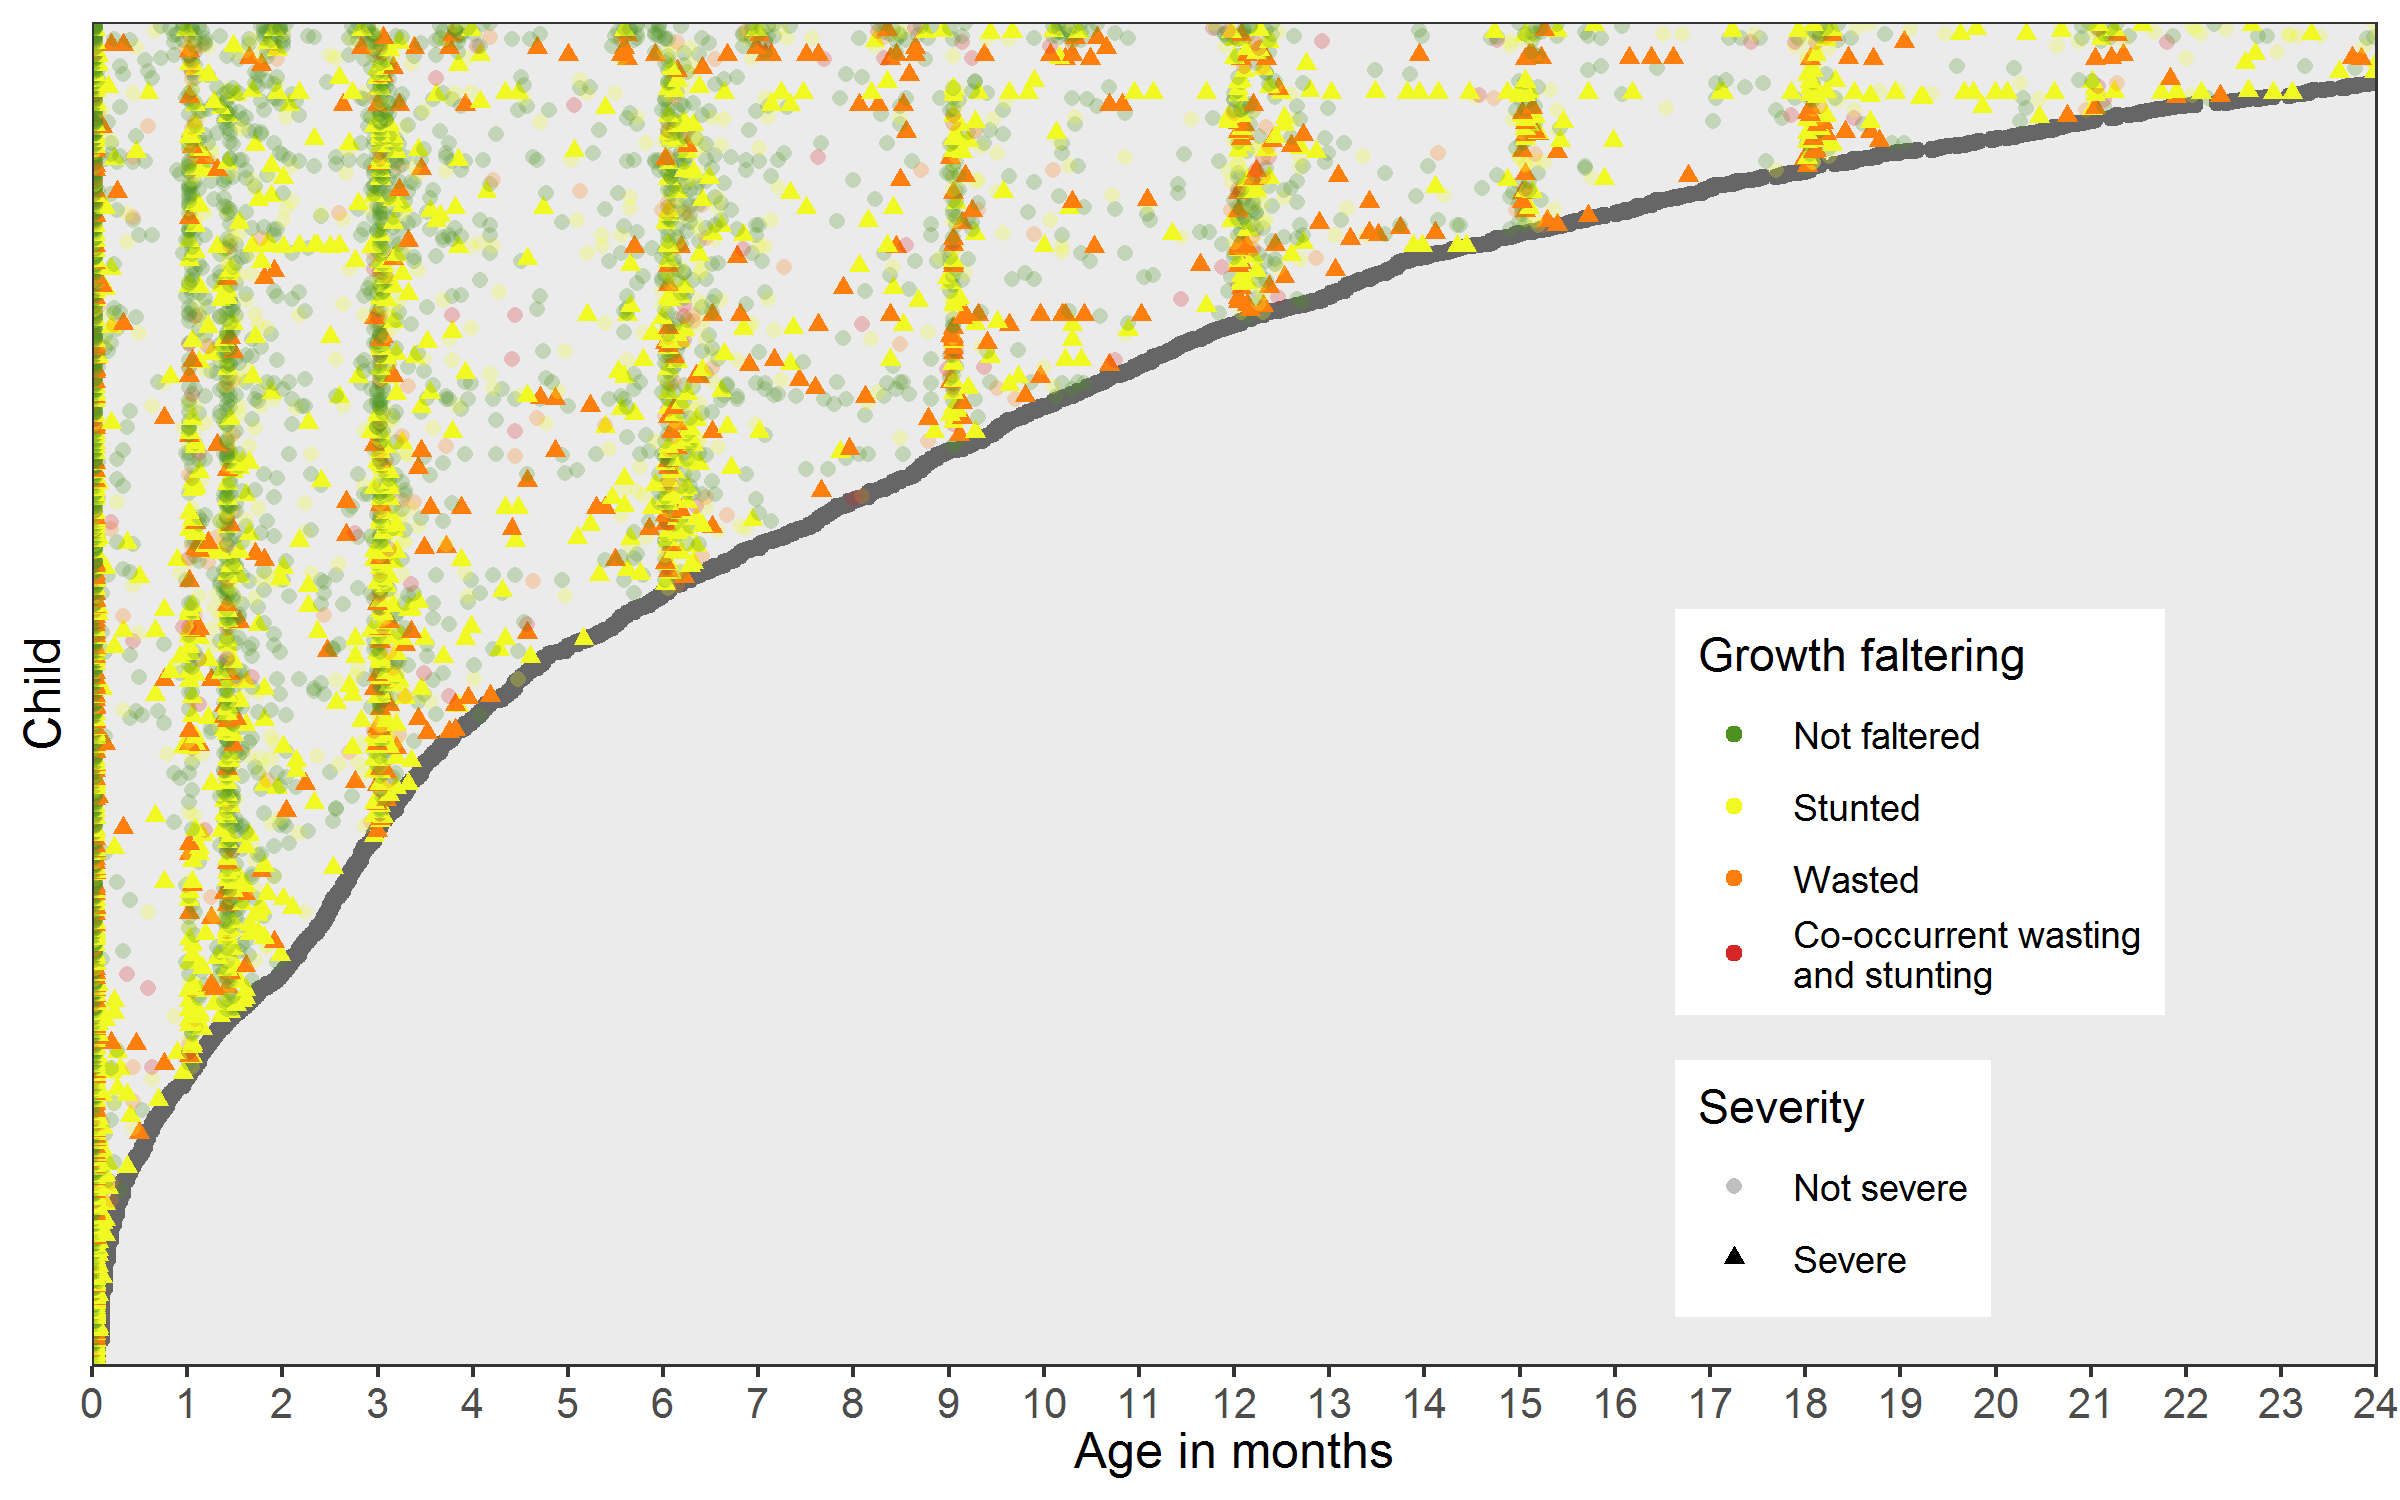 Child
Growth faltering
Not faltered
Stunted
Wasted
Co-occurrent wasting
and stunting
Severity
Not severe
Severe
0 1 2 3 4 5 6 7 8 9 10 11 12 13 14 15 16 17 18 19 20 21 22 23 24
Age in months